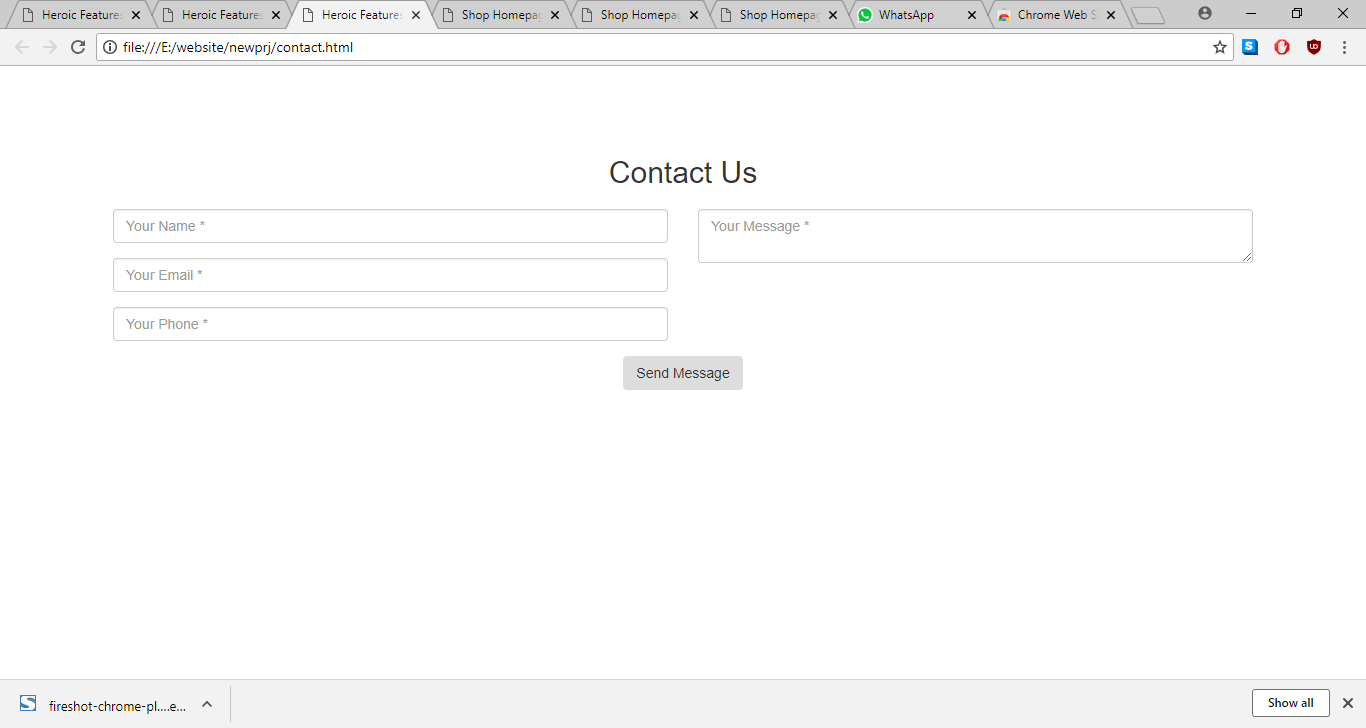 Heroic Features Heroic Features Heroic Features Shop Homepag Shop Homepag Shop Homepag WhatsApp Chrome Web S
file:///E:/website/newprj/contact.html
Contact Us
Your Name *
Your Message *
Your Email *
Your Phone *
Send Message
fireshot-chrome-pl....e... Show all